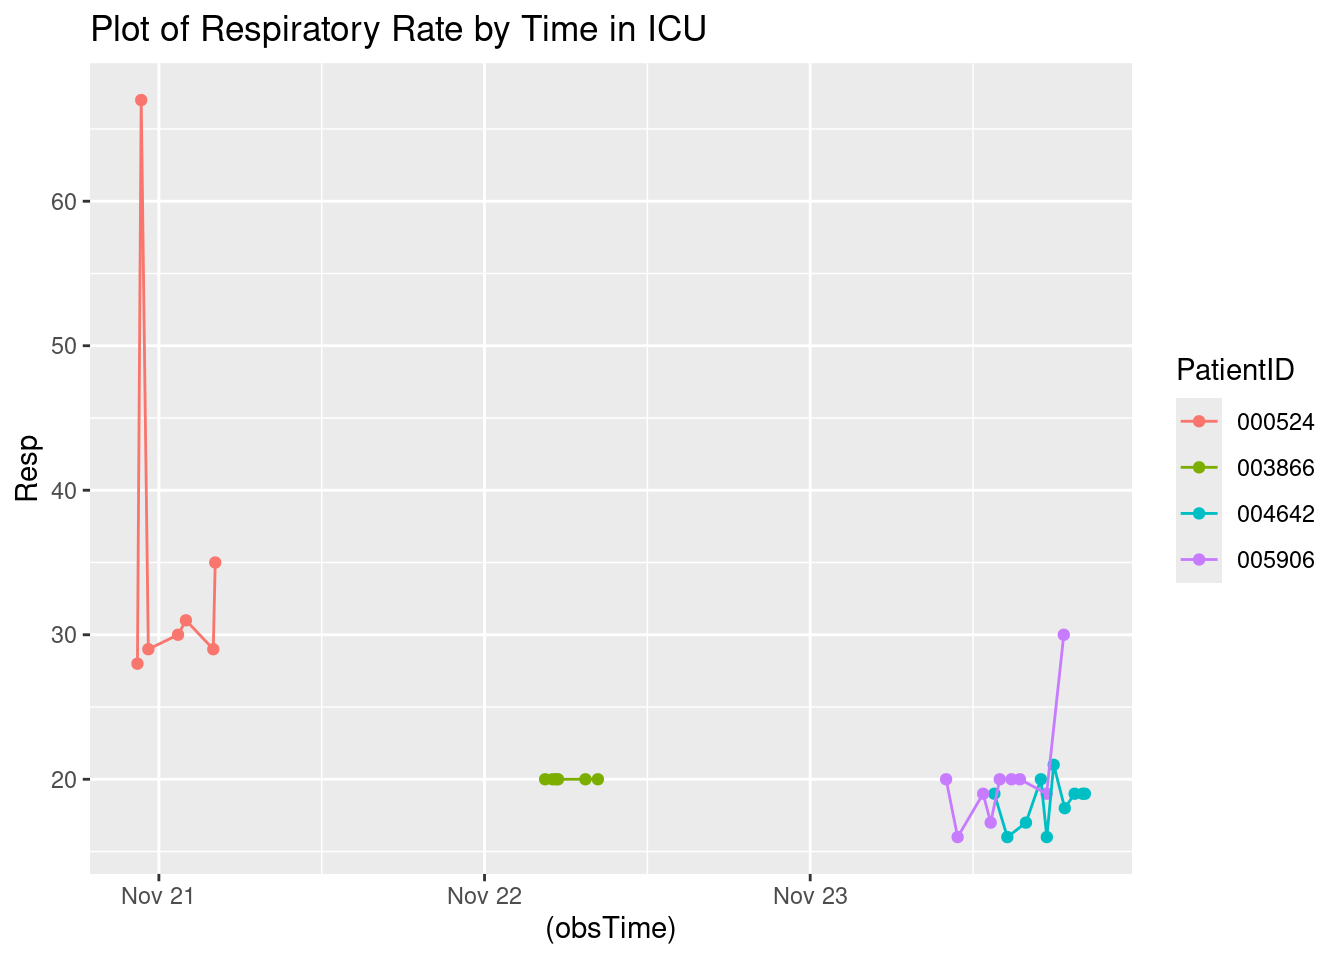 Plot of Respiratory Rate by Time in ICU
Resp
60
50
40
30
20
Nov 21
Nov 22
Nov 23
(obsTime)
PatientID
000524
003866
004642
005906